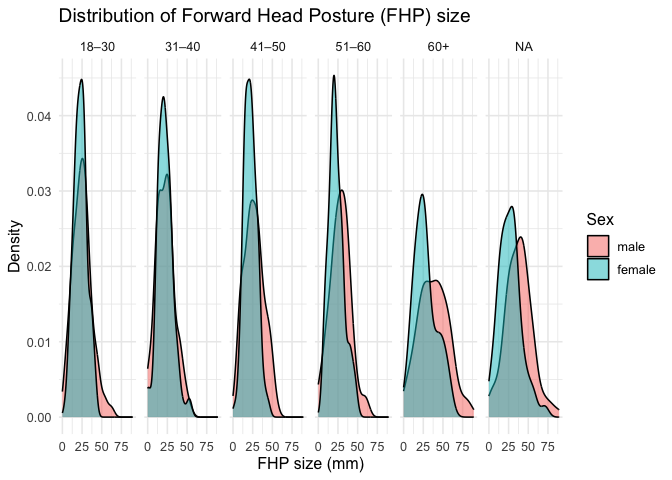 Distribution of Forward Head Posture (FHP) size
18–30 31–40 41–50 51–60 60+ NA
0.04
0.03
0.02
0.01
0.00
Density
0 25 50 75 0 25 50 75 0 25 50 75 0 25 50 75 0 25 50 75 0 25 50 75
FHP size (mm)
Sex
male
female